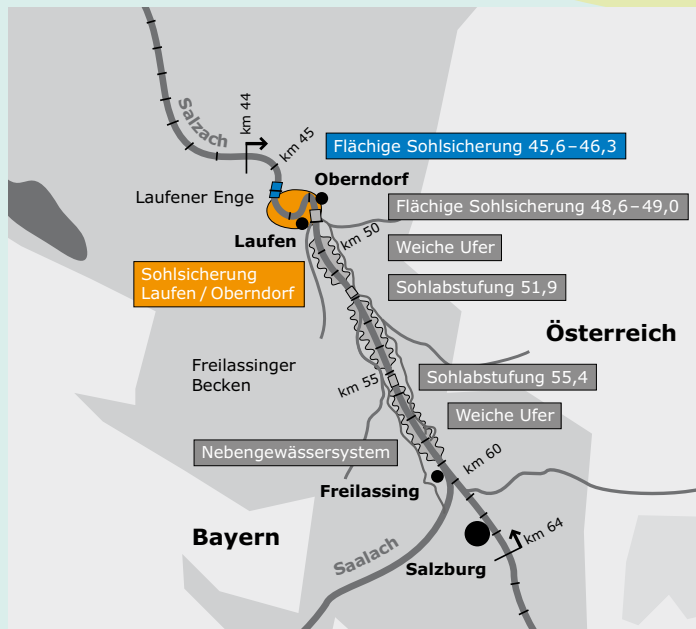 Salzach
km 44
km 45
Flächige Sohlsicherung 45,6–46,3
Oberndorf
Laufener Enge
Flächige Sohlsicherung 48,6–49,0
Laufen
km 50
Weiche Ufer
Sohlsicherung
Laufen / Oberndorf
Sohlabstufung 51,9
Österreich
Freilassinger
Becken
km 55
Sohlabstufung 55,4
Weiche Ufer
Nebengewässersystem
km 60
Freilassing
Bayern
Saalach
km 64
Salzburg